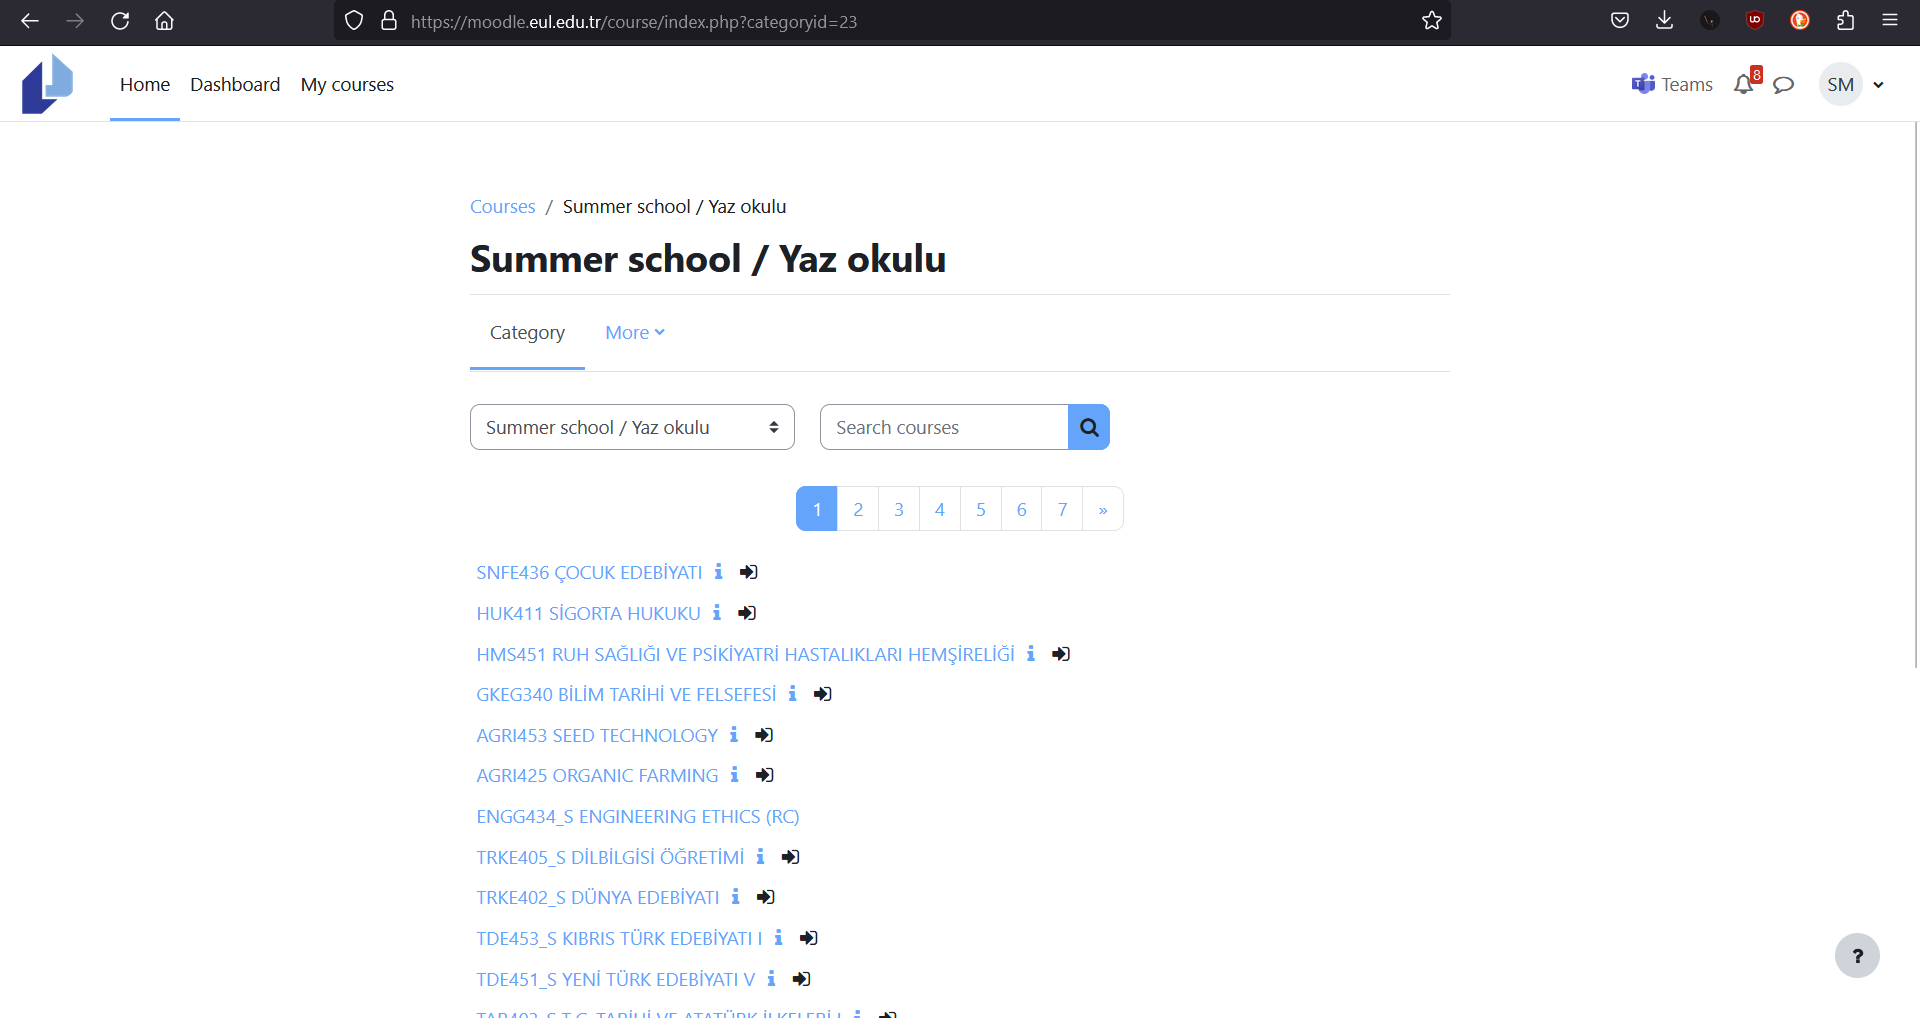 https://moodle.eul.edu.tr/course/index.php?categoryid=23
Home Dashboard My courses
Teams 8 SM
Courses / Summer school / Yaz okulu
Summer school / Yaz okulu
Category More
Summer school / Yaz okulu Search courses
1 2 3 4 5 6 7 »
SNFE436 ÇOCUK EDEBİYATI
HUK411 SİGORTA HUKUKU
HMS451 RUH SAĞLIĞI VE PSİKİYATRİ HASTALIKLARI HEMŞİRELİĞİ
GKEG340 BİLİM TARİHİ VE FELSEFESİ
AGRI453 SEED TECHNOLOGY
AGRI425 ORGANIC FARMING
ENGG434_S ENGINEERING ETHICS (RC)
TRKE405_S DİLBİLGİSİ ÖĞRETİMİ
TRKE402_S DÜNYA EDEBİYATI
TDE453_S KIBRIS TÜRK EDEBİYATI I
TDE451_S YENİ TÜRK EDEBİYATI V
T.C. TARİHİ VE ATATÜRK İLKELERİ I
?